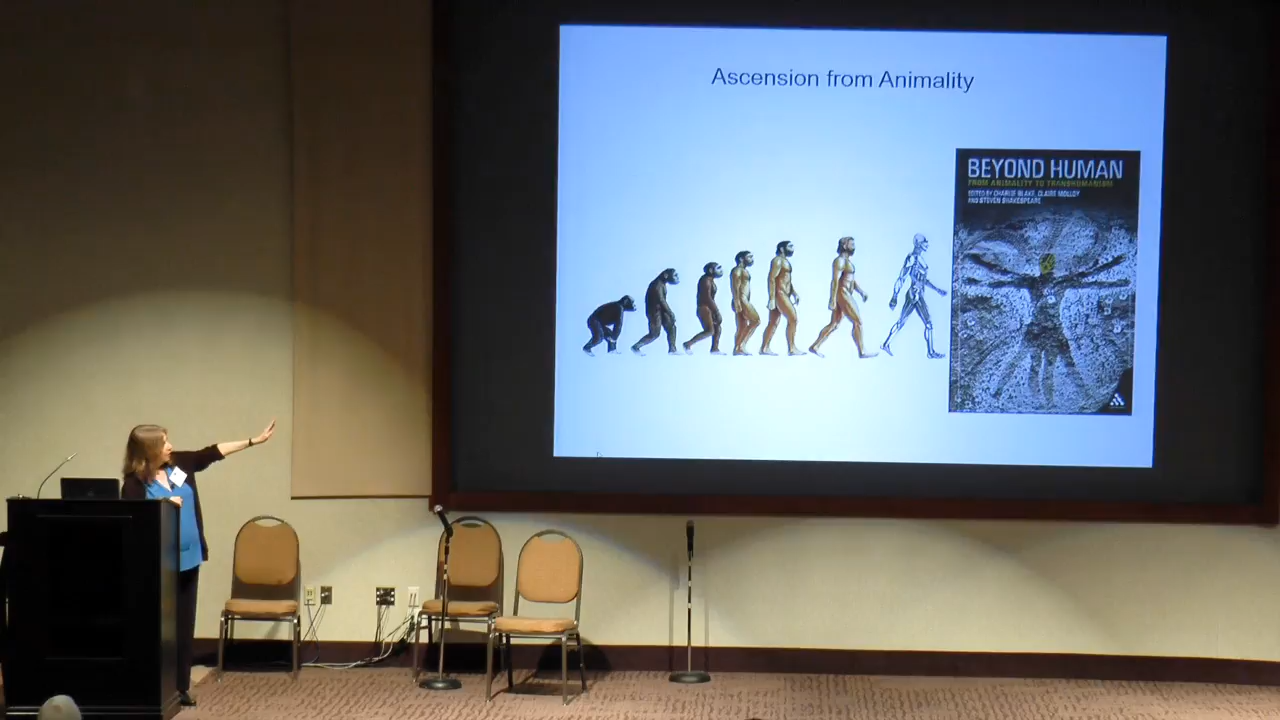 Ascension from Animality
BEYOND HUMAN
FROM ANIMALITY TO TRANSHUMANISM
EDITED BY CHARLIE BLAKE, CLAIRE MOLLOY
AND STEVEN SHAKESPEARE